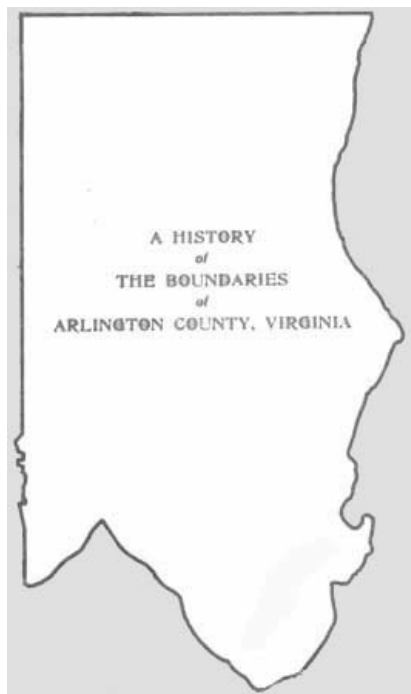 A HISTORY
of
THE BOUNDARIES
of
ARLINGTON COUNTY, VIRGINIA